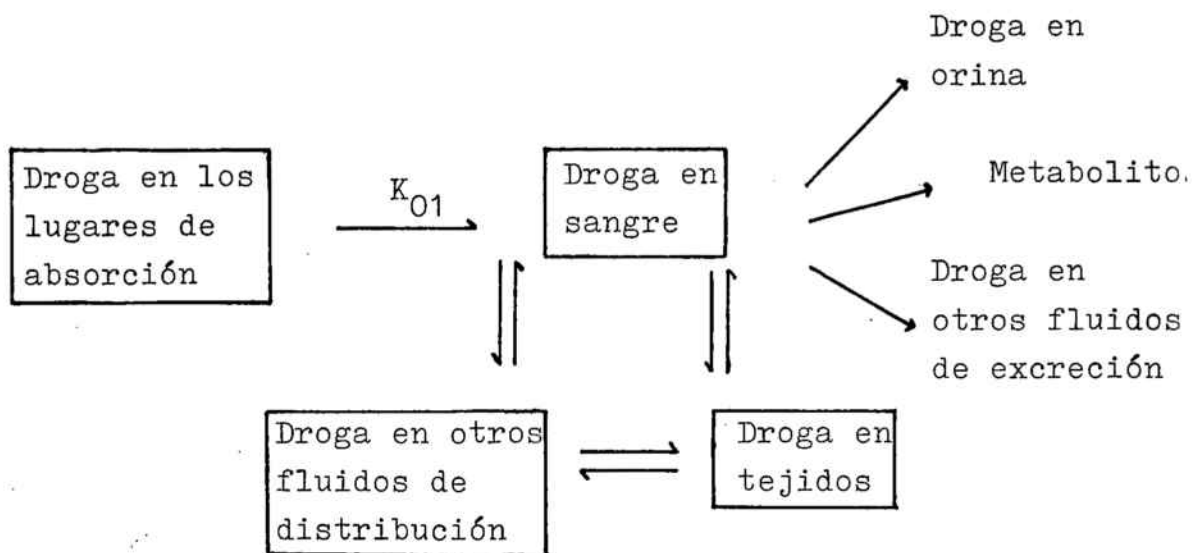 Droga en
orina
Droga en los
lugares de
absorción
K01
Droga en
sangre
Metabolito.
Droga en
otros fluidos
de excreción
Droga en otros
fluidos de
distribución
Droga en
tejidos